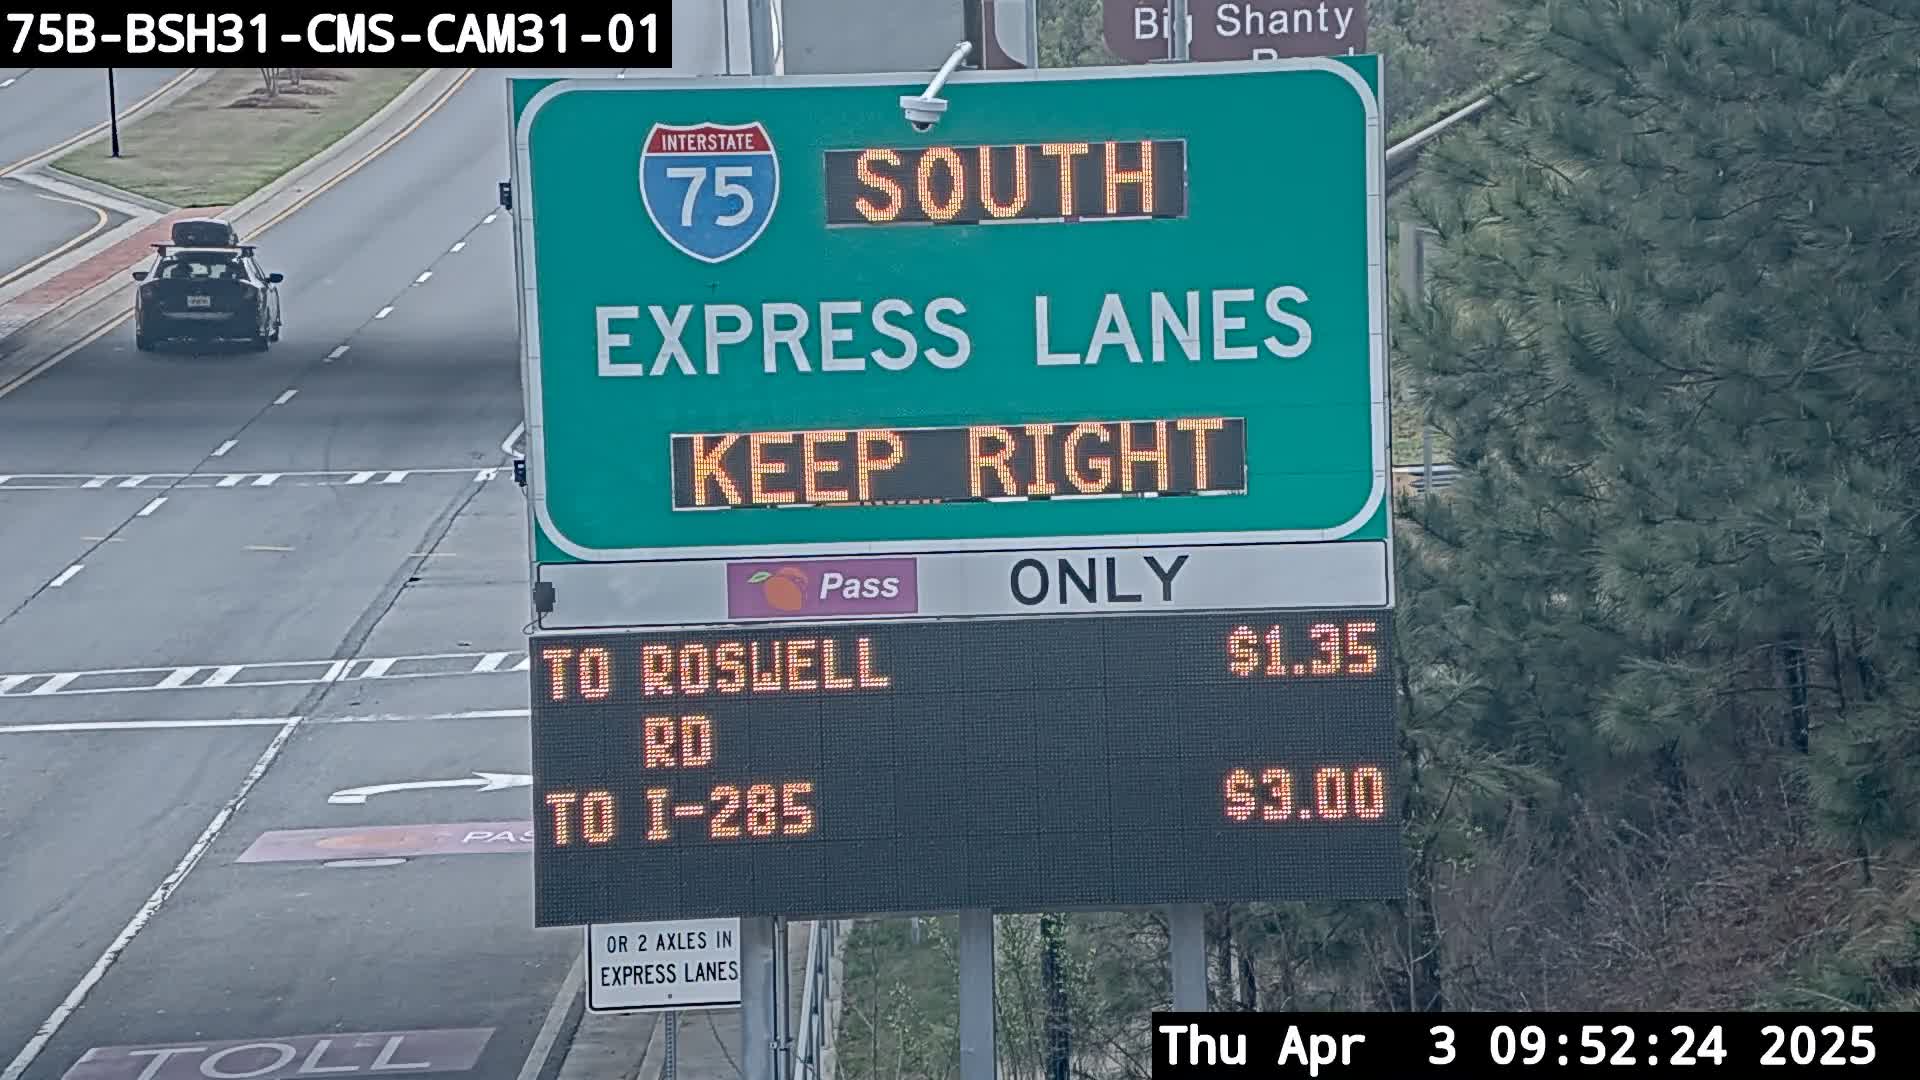 75B-BSH31-CMS-CAM31-01
Big Shanty
INTERSTATE
75
SOUTH
EXPRESS LANES
KEEP RIGHT
Pass ONLY
TO ROSWELL $1.35
RD
TO I-285 $3.00
PAS
OR 2 AXLES IN
EXPRESS LANES
TOLL
Thu Apr 3 09:52:24 2025